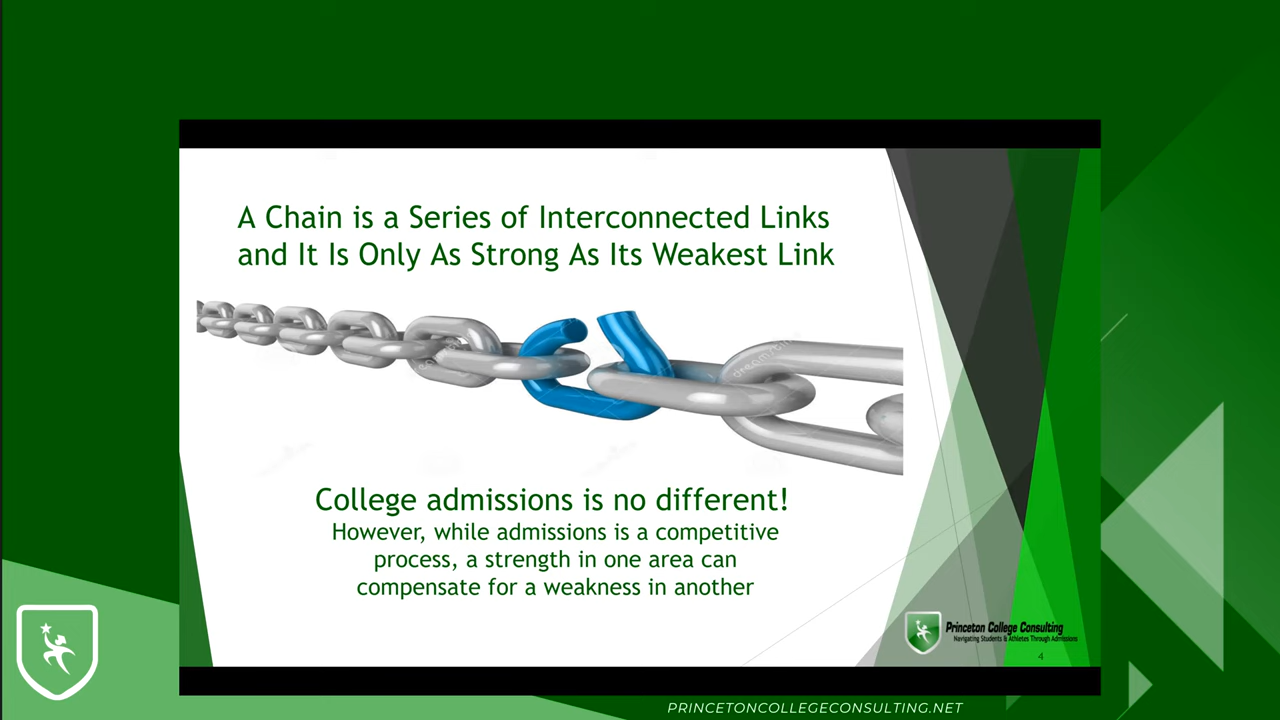 A Chain is a Series of Interconnected Links
and It Is Only As Strong As Its Weakest Link
College admissions is no different!
However, while admissions is a competitive
process, a strength in one area can
compensate for a weakness in another
Princeton College Consulting
Navigating Students & Athletes Through Admissions
4
PRINCETONCOLLEGECONSULTING.NET